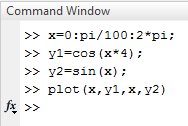 Command Window
>> x=0:pi/100:2*pi;
>> y1=cos(x*4);
>> y2=sin(x);
>> plot(x,y1,x,y2)
fx >>